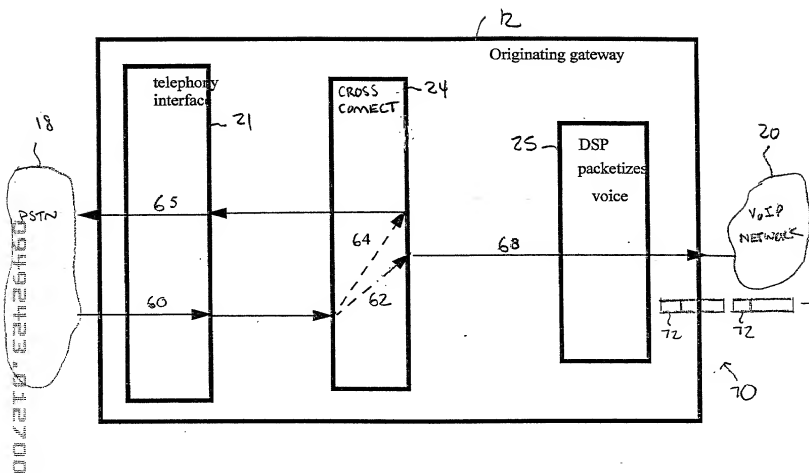 12
Originating gateway
telephony
interface
CROSS
CONNECT
24
21
18
25
DSP
packetizes
voice
20
PSTN
65
64
68
VoIP
NETWORK
62
60
72
72
70